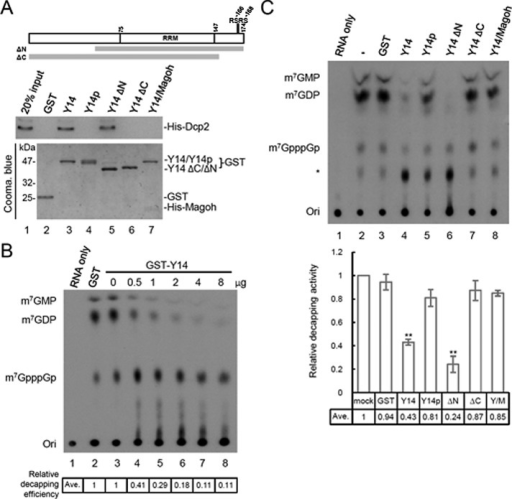 A
RS-166
RS-168
75
147
174
RRM
ΔN
ΔC
20% input
GST
Y14
Y14p
Y14 ΔN
Y14 ΔC
Y14/Magoh
His-Dcp2
Cooma. blue
kDa
47
35
25
Y14/Y14p
Y14 ΔC/ΔN
}GST
GST
His-Magoh
1 2 3 4 5 6 7
B
RNA only
GST
GST-Y14
0 0.5 1 2 4 8 μg
m⁷GMP
m⁷GDP
m⁷GpppGp
Ori
1 2 3 4 5 6 7 8
Relative decapping efficiency
Ave. 1 1 0.41 0.29 0.18 0.11 0.11
C
RNA only
-
GST
Y14
Y14p
Y14 ΔN
Y14 ΔC
Y14/Magoh
m⁷GMP
m⁷GDP
m⁷GpppGp
*
Ori
1 2 3 4 5 6 7 8
Relative decapping activity
1.2
1
0.8
0.6
0.4
0.2
0
**
**
mock GST Y14 Y14p ΔN ΔC Y/M
Ave. 1 0.94 0.43 0.81 0.24 0.87 0.85